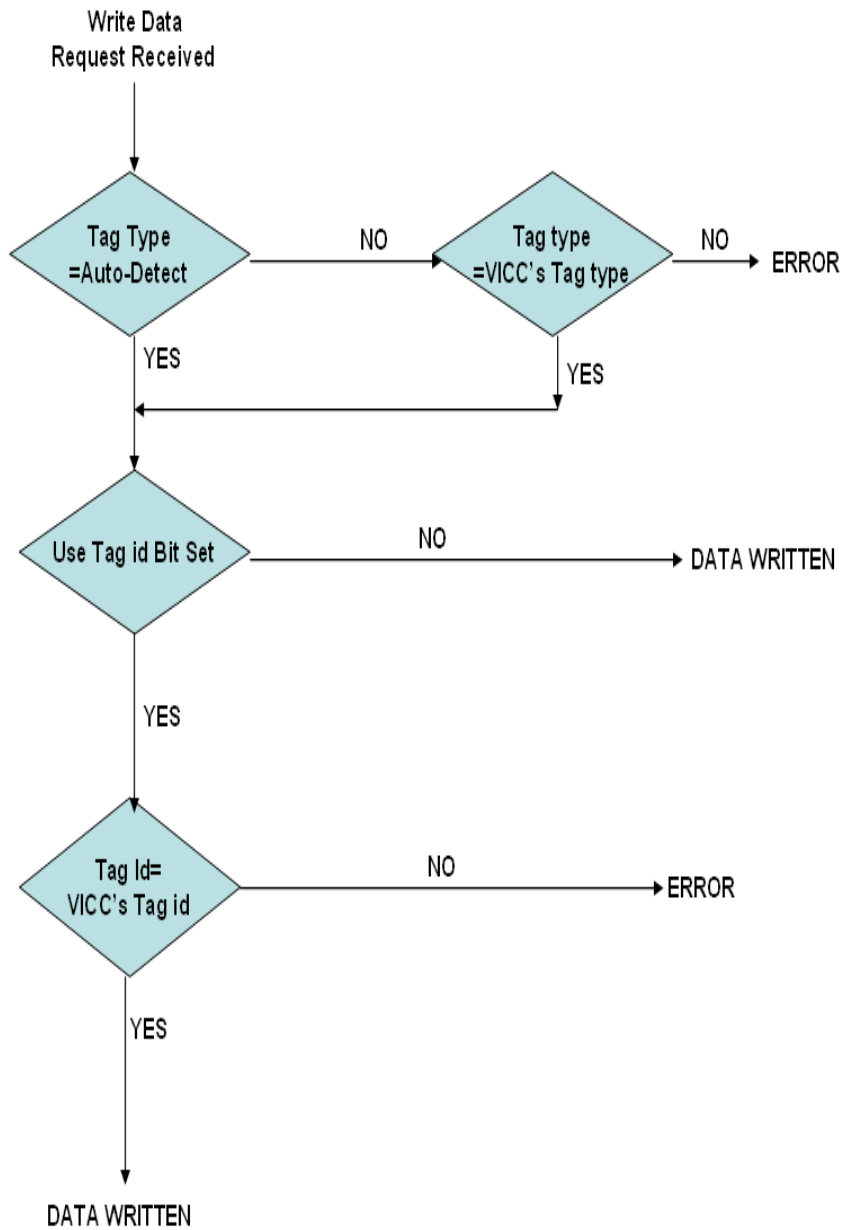 Write Data
Request Received
Tag Type
=Auto-Detect
NO
Tag type
=VICC's Tag type
NO
ERROR
YES
YES
Use Tag id Bit Set
NO
DATA WRITTEN
YES
Tag Id=
VICC's Tag id
NO
ERROR
YES
DATA WRITTEN